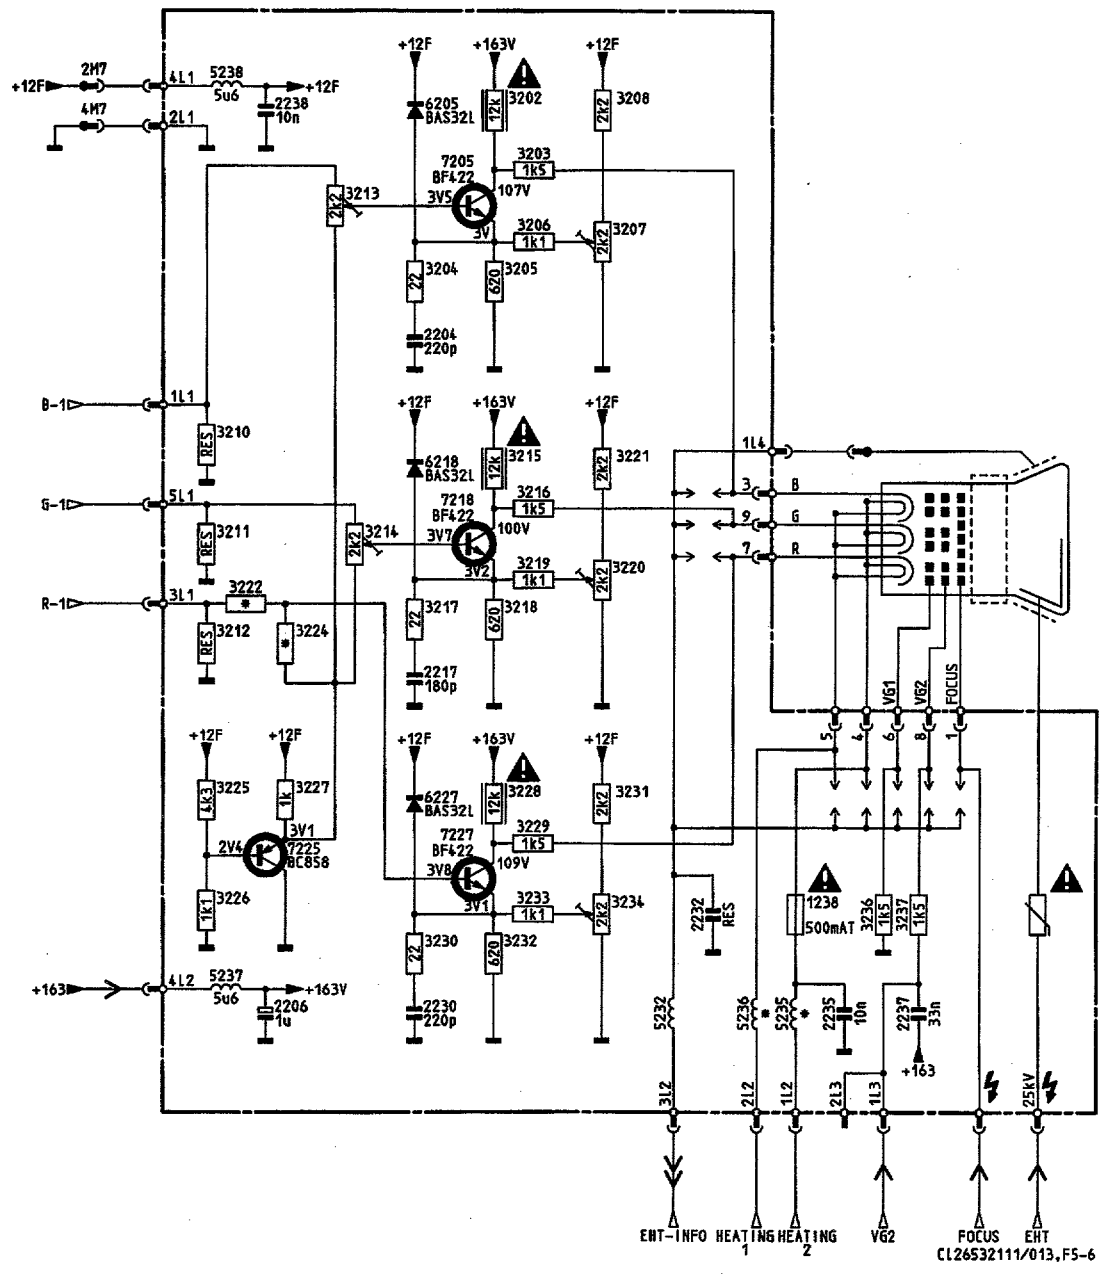 +12F 2M7 4L1 5238 5u6 +12F
2238 10n
4M7 2L1
+12F +163V +12F
6205 BAS32L
12k 3202
2k2 3208
3203 1k5
7205 BF422
107V
2k2 3213
3V5
3V
3206 1k1
2k2 3207
22 3204
620 3205
2204 220p
B-1 1L1
RES 3210
+12F +163V +12F
6218 BAS32L
12k 3215
2k2 3221
1L4
G-1 5L1
RES 3211
2k2 3214
7218 BF422
3V7
100V
3216 1k5
3V2
3219 1k1
2k2 3220
3 B
9 G
7 R
R-1 3L1
3222 *
RES 3212
* 3224
22 3217
620 3218
2217 180p
VG1 VG2 FOCUS
5 4 6 8 1
+12F +12F +12F +163V +12F
4k3 3225
1k 3227
6227 BAS32L
12k 3228
2k2 3231
3V1
2V4
7225 BC858
7227 BF422
3V8
109V
3229 1k5
1k1 3226
3V1
3233 1k1
2k2 3234
22 3230
620 3232
2230 220p
2232 RES
1238 500mAT
3236 1k5
3237 1k5
+163 4L2 5237 5u6 +163V
2206 1u
5232
5236 *
5235 *
2235 10n
2237 33n
+163
3L2 2L2 1L2 2L3 1L3 25kV
EHT-INFO HEATING 1 HEATING 2 VG2 FOCUS EHT
CL26532111/013,F5-6